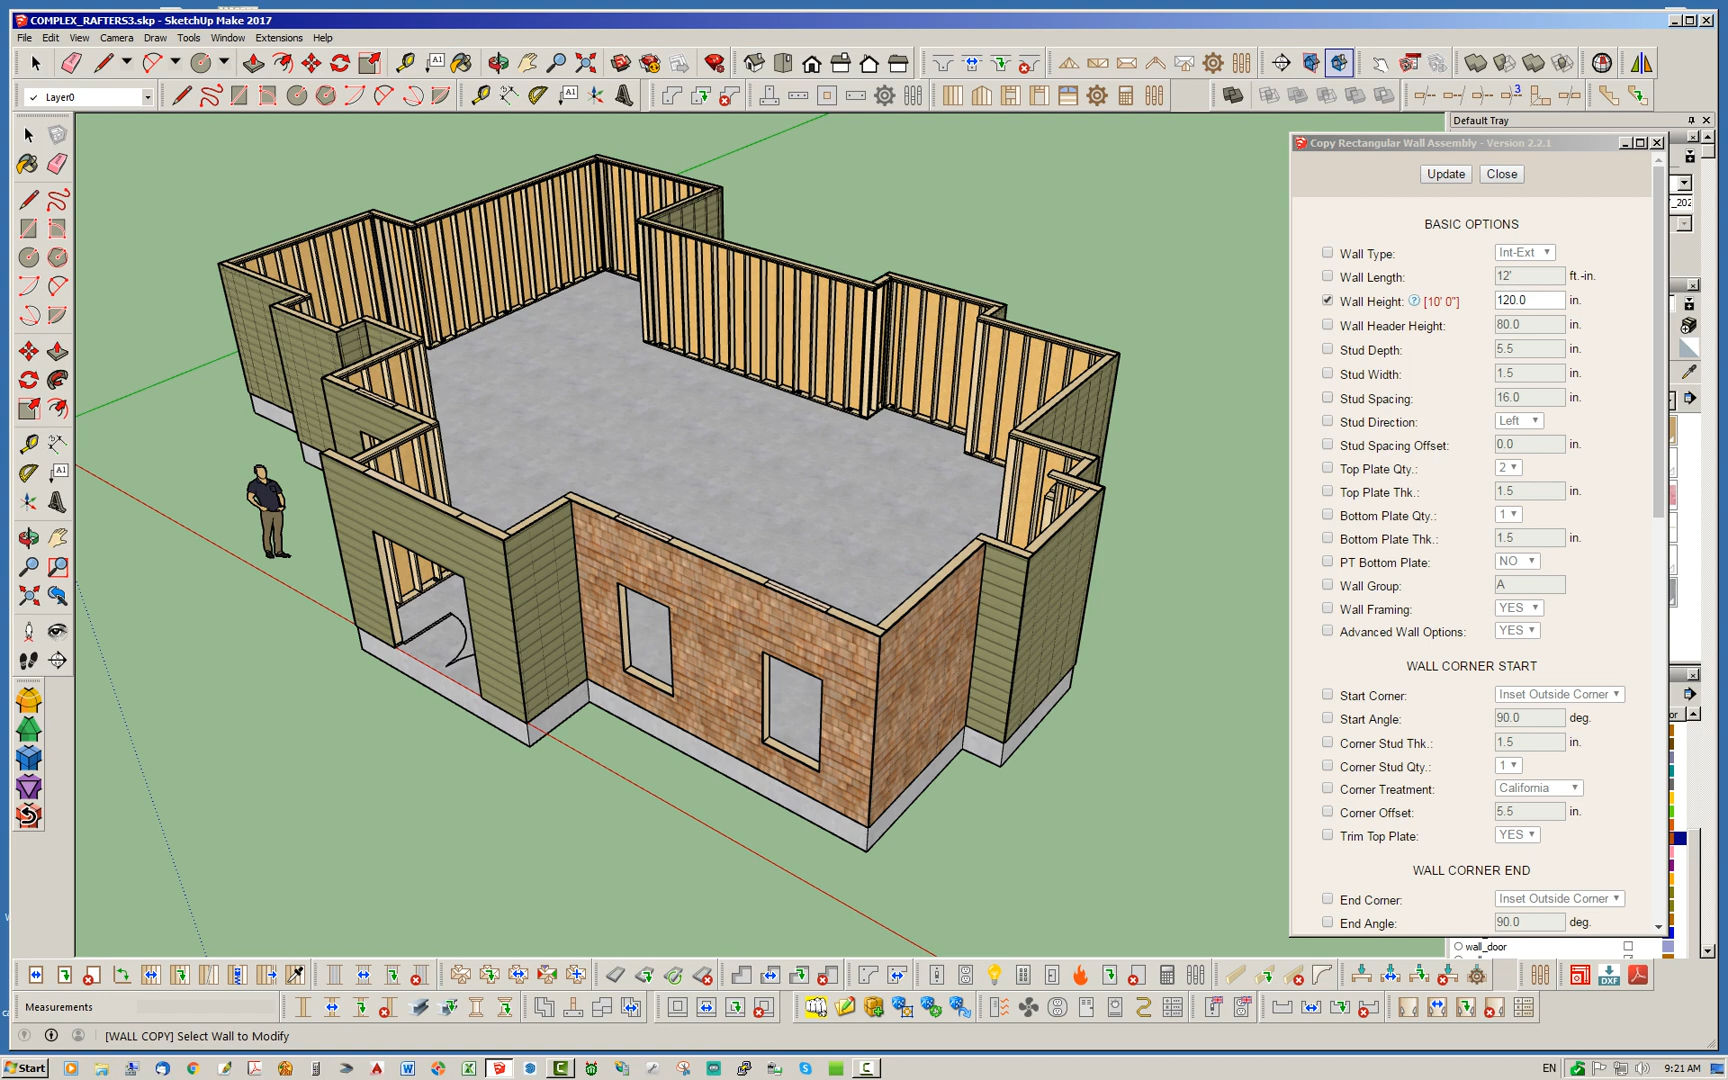 COMPLEX_RAFTERS3.skp - SketchUp Make 2017
File Edit View Camera Draw Tools Window Extensions Help
A1
Layer0
3
Default Tray
Copy Rectangular Wall Assembly - Version 2.2.1
Update Close
BASIC OPTIONS
Wall Type: Int-Ext
Wall Length: 12' ft.-in.
Wall Height: ? [10' 0"] 120.0 in.
Wall Header Height: 80.0 in.
Stud Depth: 5.5 in.
Stud Width: 1.5 in.
Stud Spacing: 16.0 in.
Stud Direction: Left
Stud Spacing Offset: 0.0 in.
Top Plate Qty.: 2
Top Plate Thk.: 1.5 in.
Bottom Plate Qty.: 1
Bottom Plate Thk.: 1.5 in.
PT Bottom Plate: NO
Wall Group: A
Wall Framing: YES
Advanced Wall Options: YES
WALL CORNER START
Start Corner: Inset Outside Corner
Start Angle: 90.0 deg.
Corner Stud Thk.: 1.5 in.
Corner Stud Qty.: 1
Corner Treatment: California
Corner Offset: 5.5 in.
Trim Top Plate: YES
WALL CORNER END
End Corner: Inset Outside Corner
End Angle: 90.0 deg.
wall_door
A1
DXF
Measurements
[WALL COPY] Select Wall to Modify
Start
EN
9:21 AM